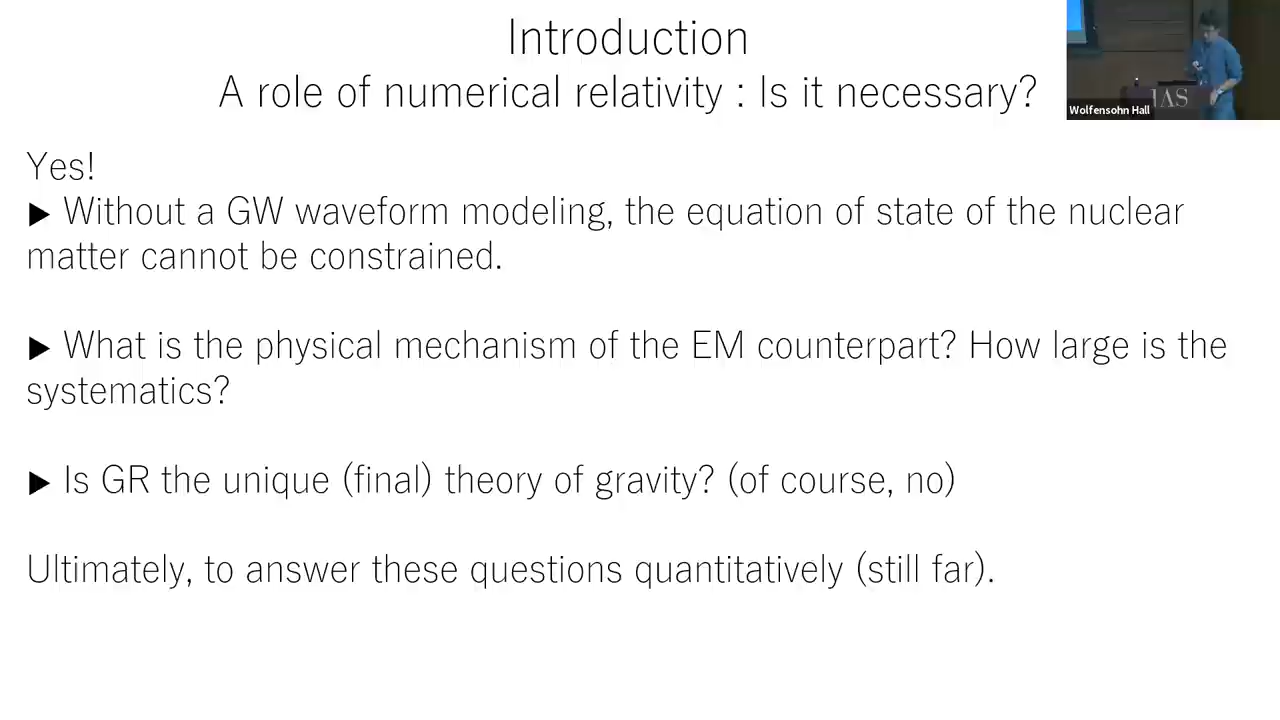 Introduction
A role of numerical relativity : Is it necessary?
IAS
Wolfensohn Hall
Yes!
▶ Without a GW waveform modeling, the equation of state of the nuclear
matter cannot be constrained.
▶ What is the physical mechanism of the EM counterpart? How large is the
systematics?
▶ Is GR the unique (final) theory of gravity? (of course, no)
Ultimately, to answer these questions quantitatively (still far).